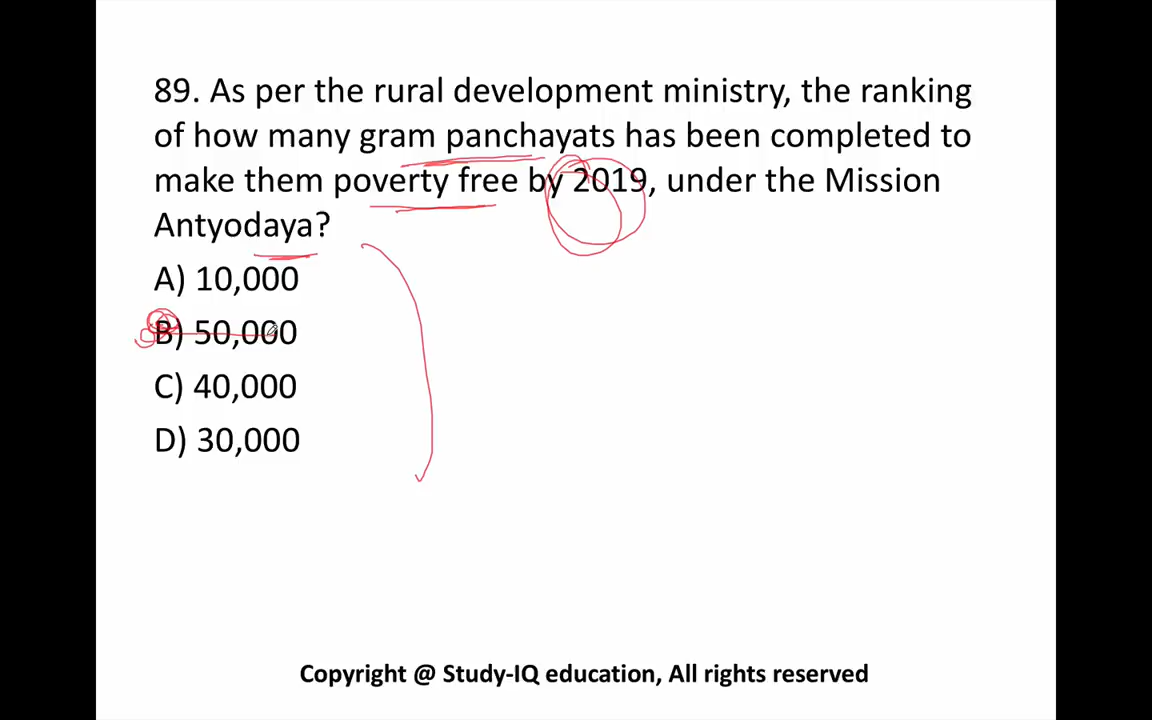 89. As per the rural development ministry, the ranking
of how many gram panchayats has been completed to
make them poverty free by 2019, under the Mission
Antyodaya?
A) 10,000
B) 50,000
C) 40,000
D) 30,000
Copyright @ Study-IQ education, All rights reserved